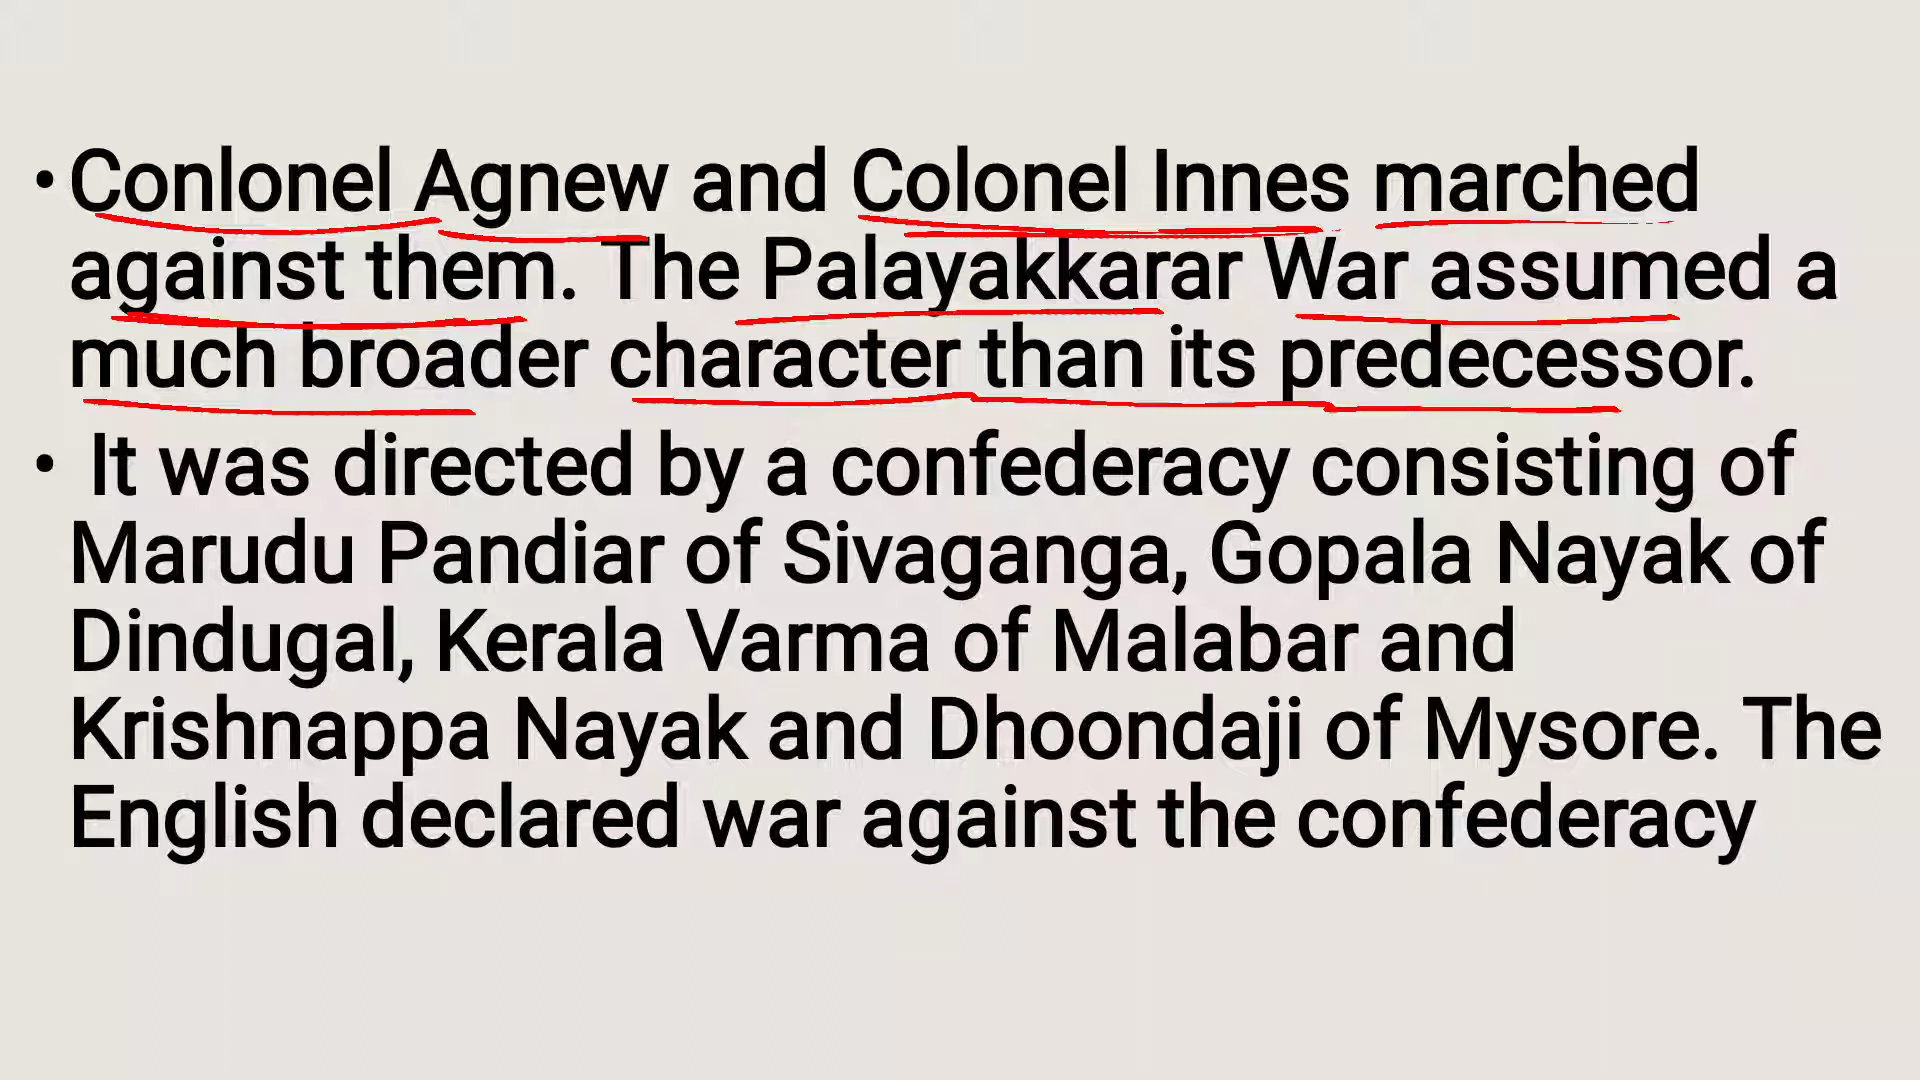 • Conlonel Agnew and Colonel Innes marched
against them. The Palayakkarar War assumed a
much broader character than its predecessor.
• It was directed by a confederacy consisting of
Marudu Pandiar of Sivaganga, Gopala Nayak of
Dindugal, Kerala Varma of Malabar and
Krishnappa Nayak and Dhoondaji of Mysore. The
English declared war against the confederacy